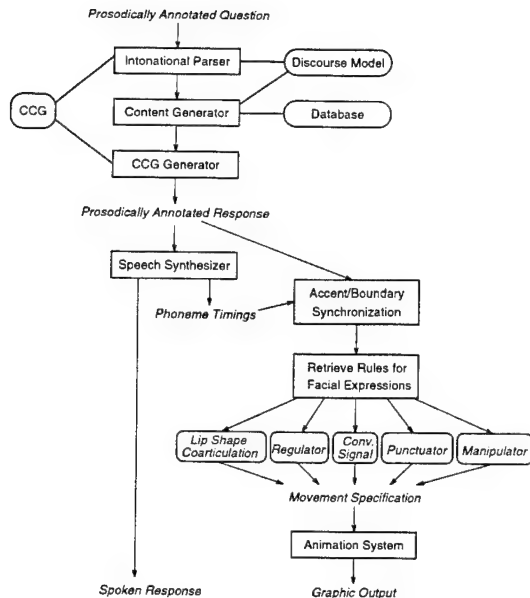 Prosodically Annotated Question
Intonational Parser
Discourse Model
CCG
Content Generator
Database
CCG Generator
Prosodically Annotated Response
Speech Synthesizer
Phoneme Timings
Accent/Boundary
Synchronization
Retrieve Rules for
Facial Expressions
Lip Shape
Coarticulation
Regulator
Conv.
Signal
Punctuator
Manipulator
Movement Specification
Animation System
Spoken Response
Graphic Output